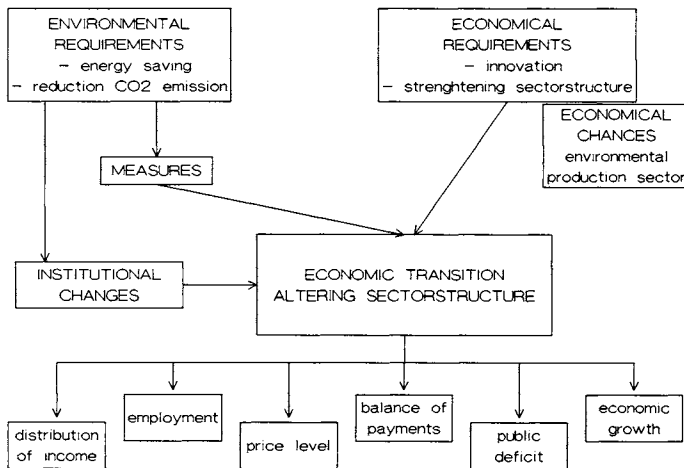 ENVIRONMENTAL
REQUIREMENTS
– energy saving
– reduction CO2 emission
ECONOMICAL
REQUIREMENTS
– innovation
– strenghtening sectorstructure
ECONOMICAL
CHANCES
environmental
production sector
MEASURES
INSTITUTIONAL
CHANGES
ECONOMIC TRANSITION
ALTERING SECTORSTRUCTURE
distribution
of income
employment
price level
balance of
payments
public
deficit
economic
growth